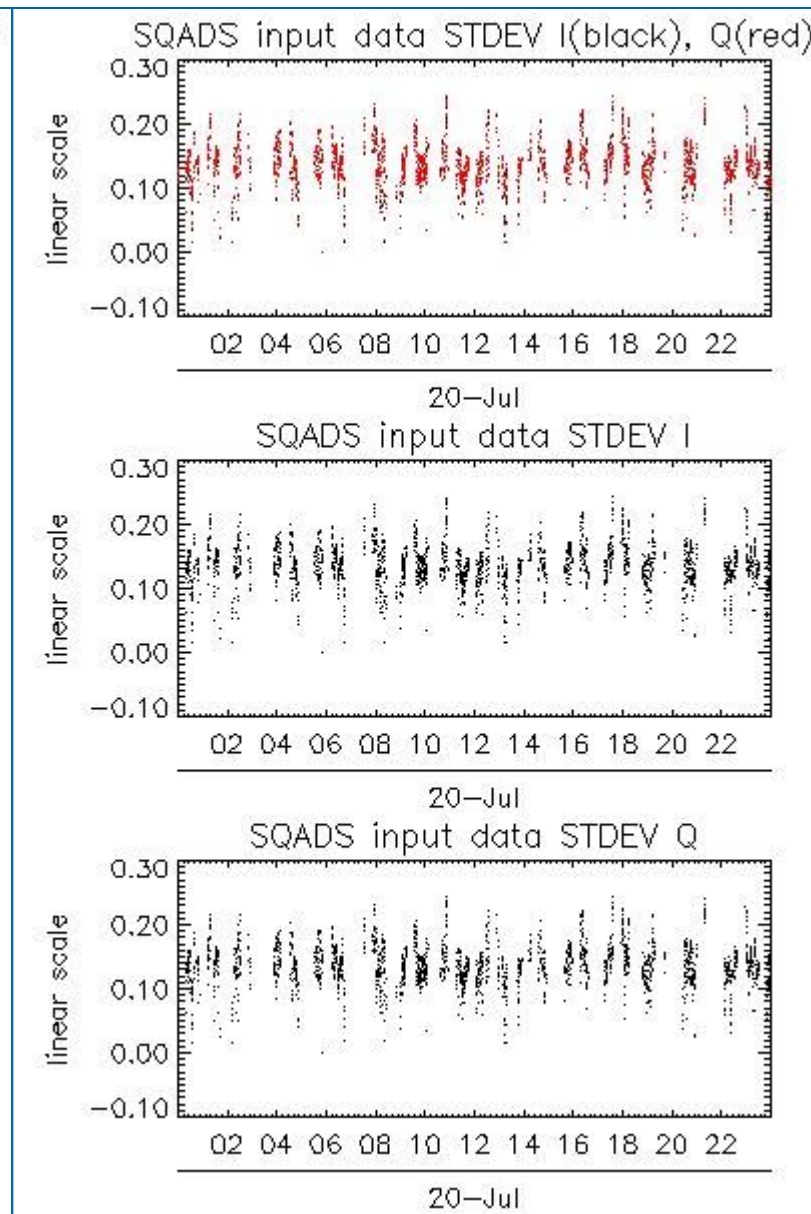 SQADS input data STDEV I(black), Q(red)
0.30
0.20
0.10
0.00
-0.10
linear scale
02 04 06 08 10 12 14 16 18 20 22
20-Jul
SQADS input data STDEV I
0.30
0.20
0.10
0.00
-0.10
linear scale
02 04 06 08 10 12 14 16 18 20 22
20-Jul
SQADS input data STDEV Q
0.30
0.20
0.10
0.00
-0.10
linear scale
02 04 06 08 10 12 14 16 18 20 22
20-Jul